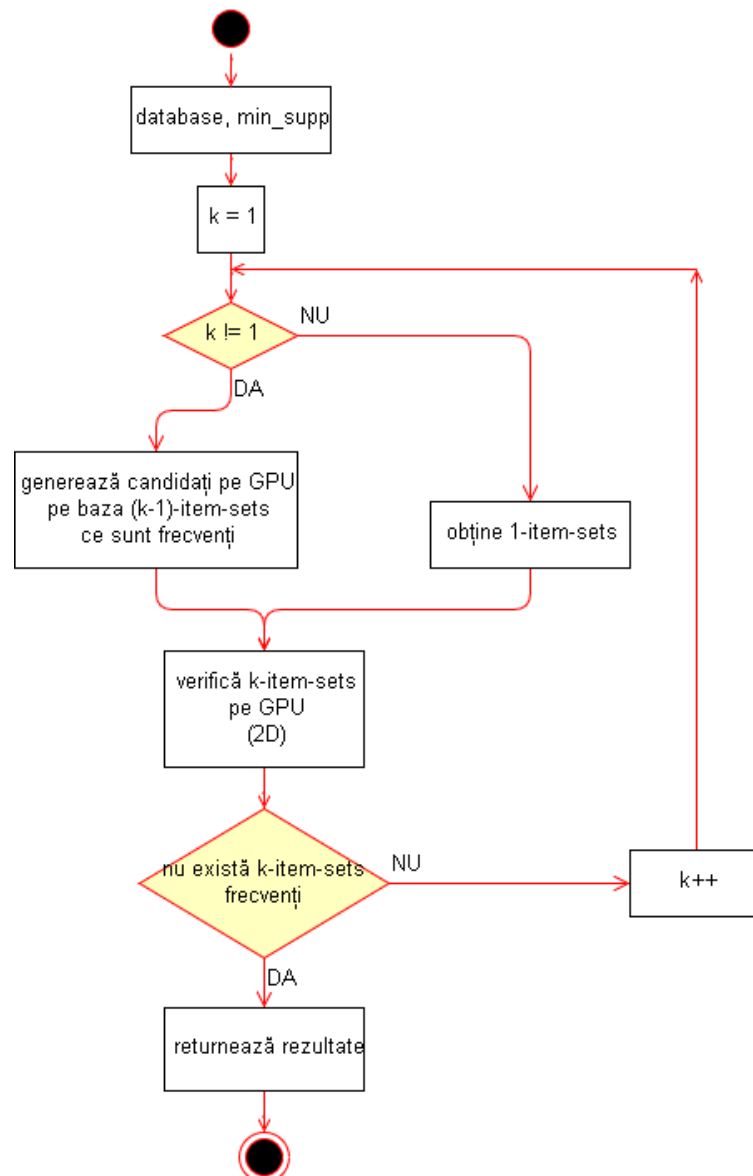 database, min_supp
k = 1
k != 1
NU
DA
generează candidați pe GPU
pe baza (k-1)-item-sets
ce sunt frecvenți
obține 1-item-sets
verifică k-item-sets
pe GPU
(2D)
nu există k-item-sets
frecvenți
NU
k++
DA
returnează rezultate